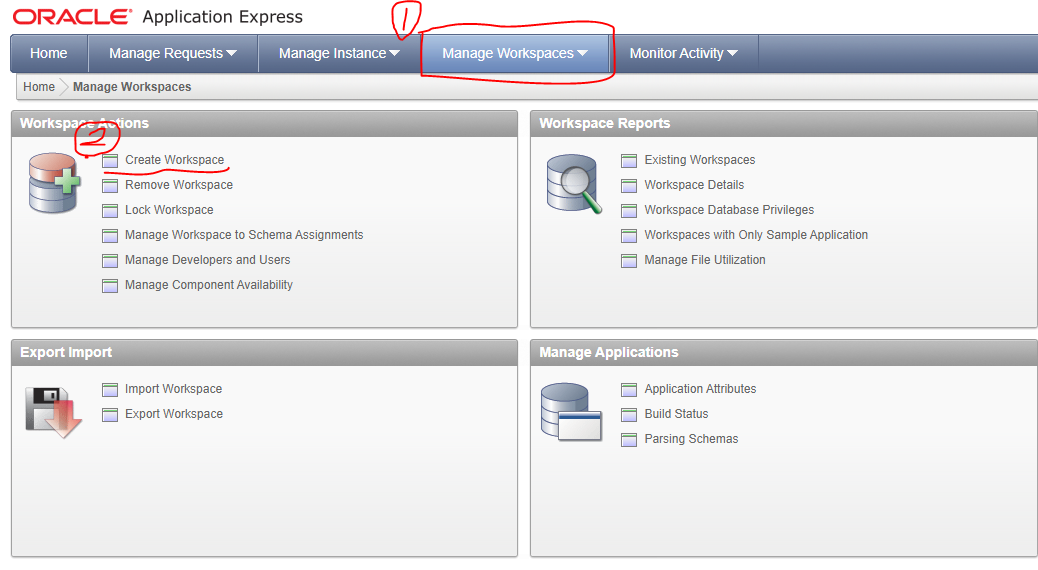 ORACLE® Application Express
1
Home Manage Requests Manage Instance Manage Workspaces Monitor Activity
Home Manage Workspaces
Workspace Actions
2
Create Workspace
Remove Workspace
Lock Workspace
Manage Workspace to Schema Assignments
Manage Developers and Users
Manage Component Availability
Workspace Reports
Existing Workspaces
Workspace Details
Workspace Database Privileges
Workspaces with Only Sample Application
Manage File Utilization
Export Import
Import Workspace
Export Workspace
Manage Applications
Application Attributes
Build Status
Parsing Schemas